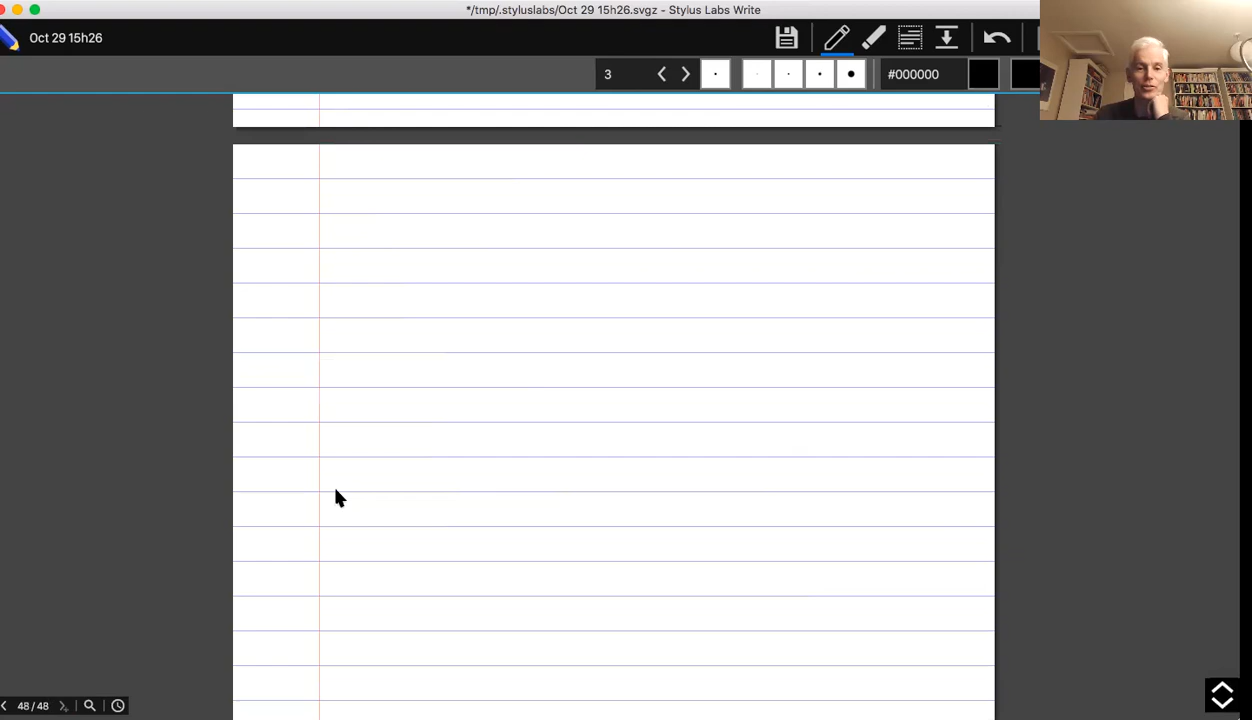 */tmp/.styluslabs/Oct 29 15h26.svgz - Stylus Labs Write
Oct 29 15h26
3
#000000
48 / 48